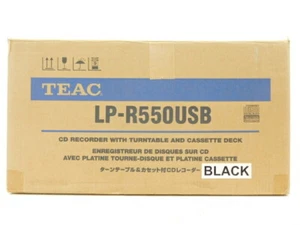 TEAC
LP-R550USB
CD RECORDER WITH TURNTABLE AND CASSETTE DECK
ENREGISTREUR DE DISQUES EN CD
AVEC PLATINE TOURNE-DISQUE ET PLATINE CASSETTE
ターンテーブル&カセット付CDレコーダー
BLACK